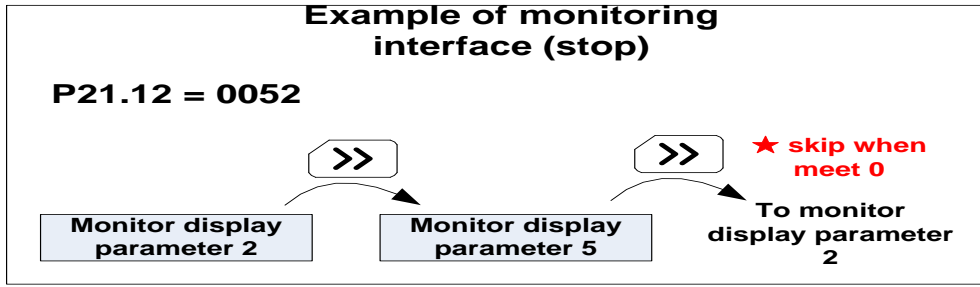 Example of monitoring
interface (stop)
P21.12 = 0052
>>
>>
★ skip when
meet 0
Monitor display
parameter 2
Monitor display
parameter 5
To monitor
display parameter
2